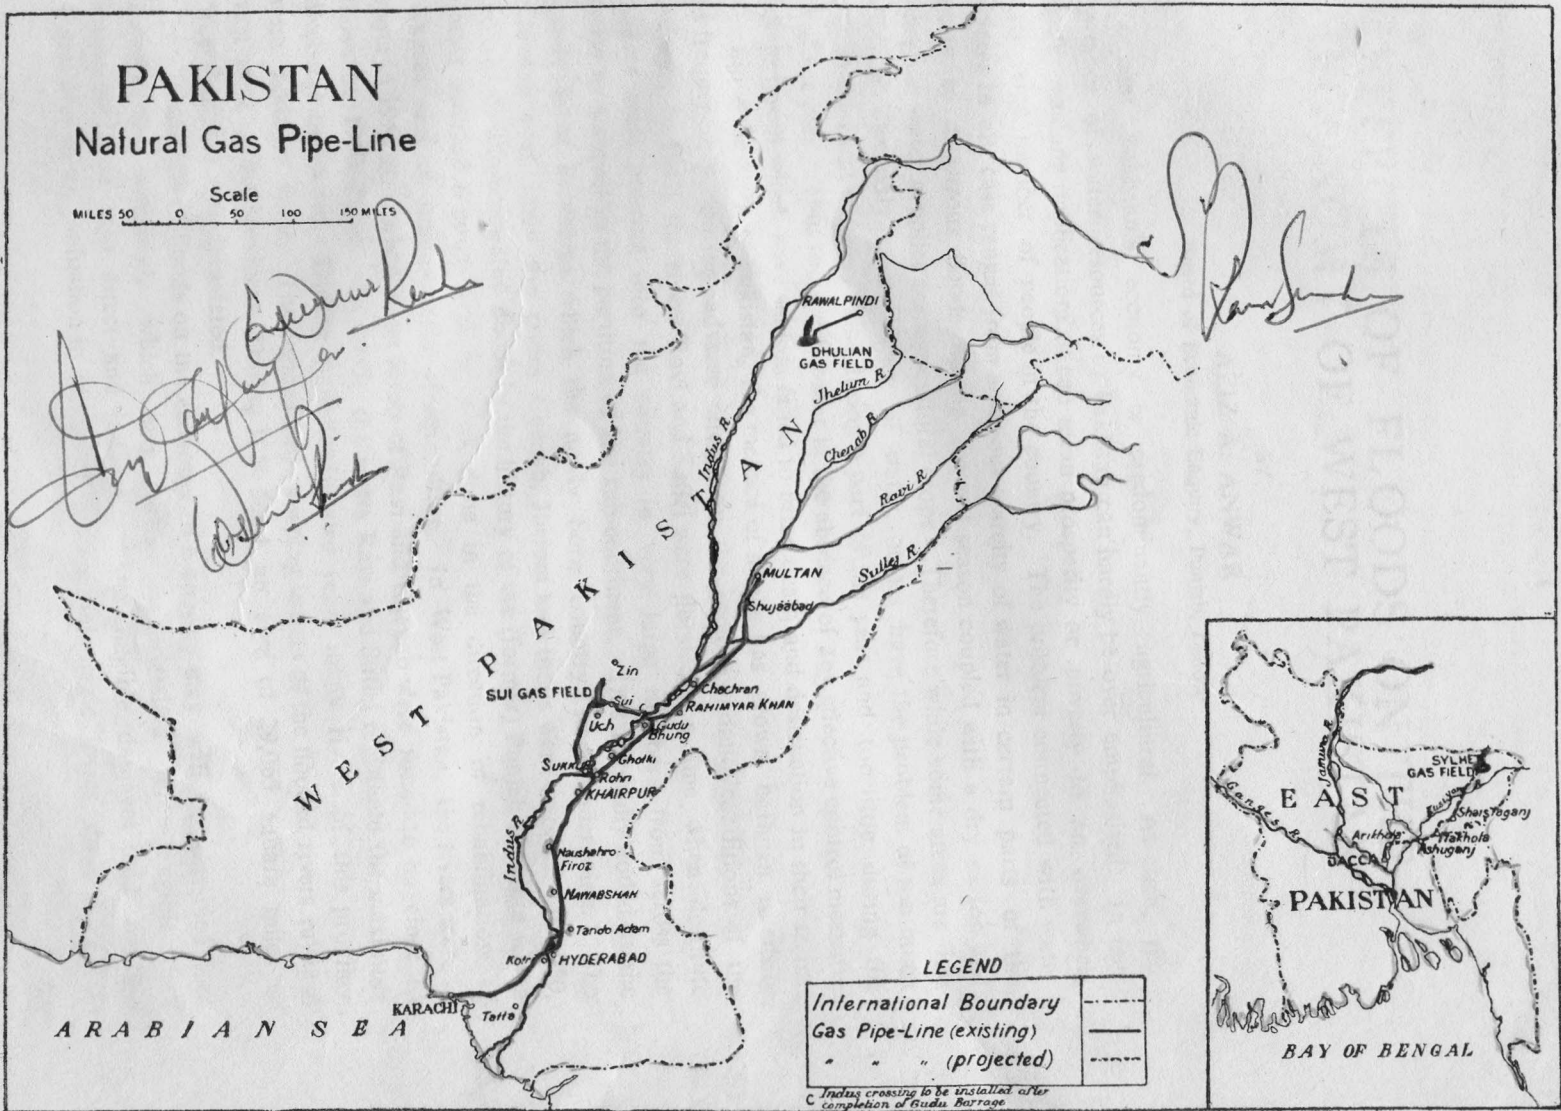 PAKISTAN
Natural Gas Pipe-Line
Scale
MILES 50 0 50 100 150 MILES
RAWALPINDI
DHULIAN
GAS FIELD
Jhelum R
Indus R.
Chenab R
Ravi R
Sutlej R.
WEST PAKISTAN
MULTAN
Shujaabad
Zin
SUI GAS FIELD
Sui
Chachran
RAHIMYAR KHAN
Uch
C
Gudu
Bhung
Ghotki
SUKKUR
Rohri
KHAIRPUR
Indus R
Naushahro
Firoz
NAWABSHAH
Tando Adam
Kotri
HYDERABAD
KARACHI
Tatta
ARABIAN SEA
LEGEND
International Boundary
Gas Pipe-Line (existing)
" " " (projected)
C Indus crossing to be installed after
completion of Gudu Barrage
Jamuna R
SYLHET
GAS FIELD
Ganges R
EAST
Kusiyara R
Shaistaganj
Arikhola
Ashuganj
DACCA
PAKISTAN
BAY OF BENGAL